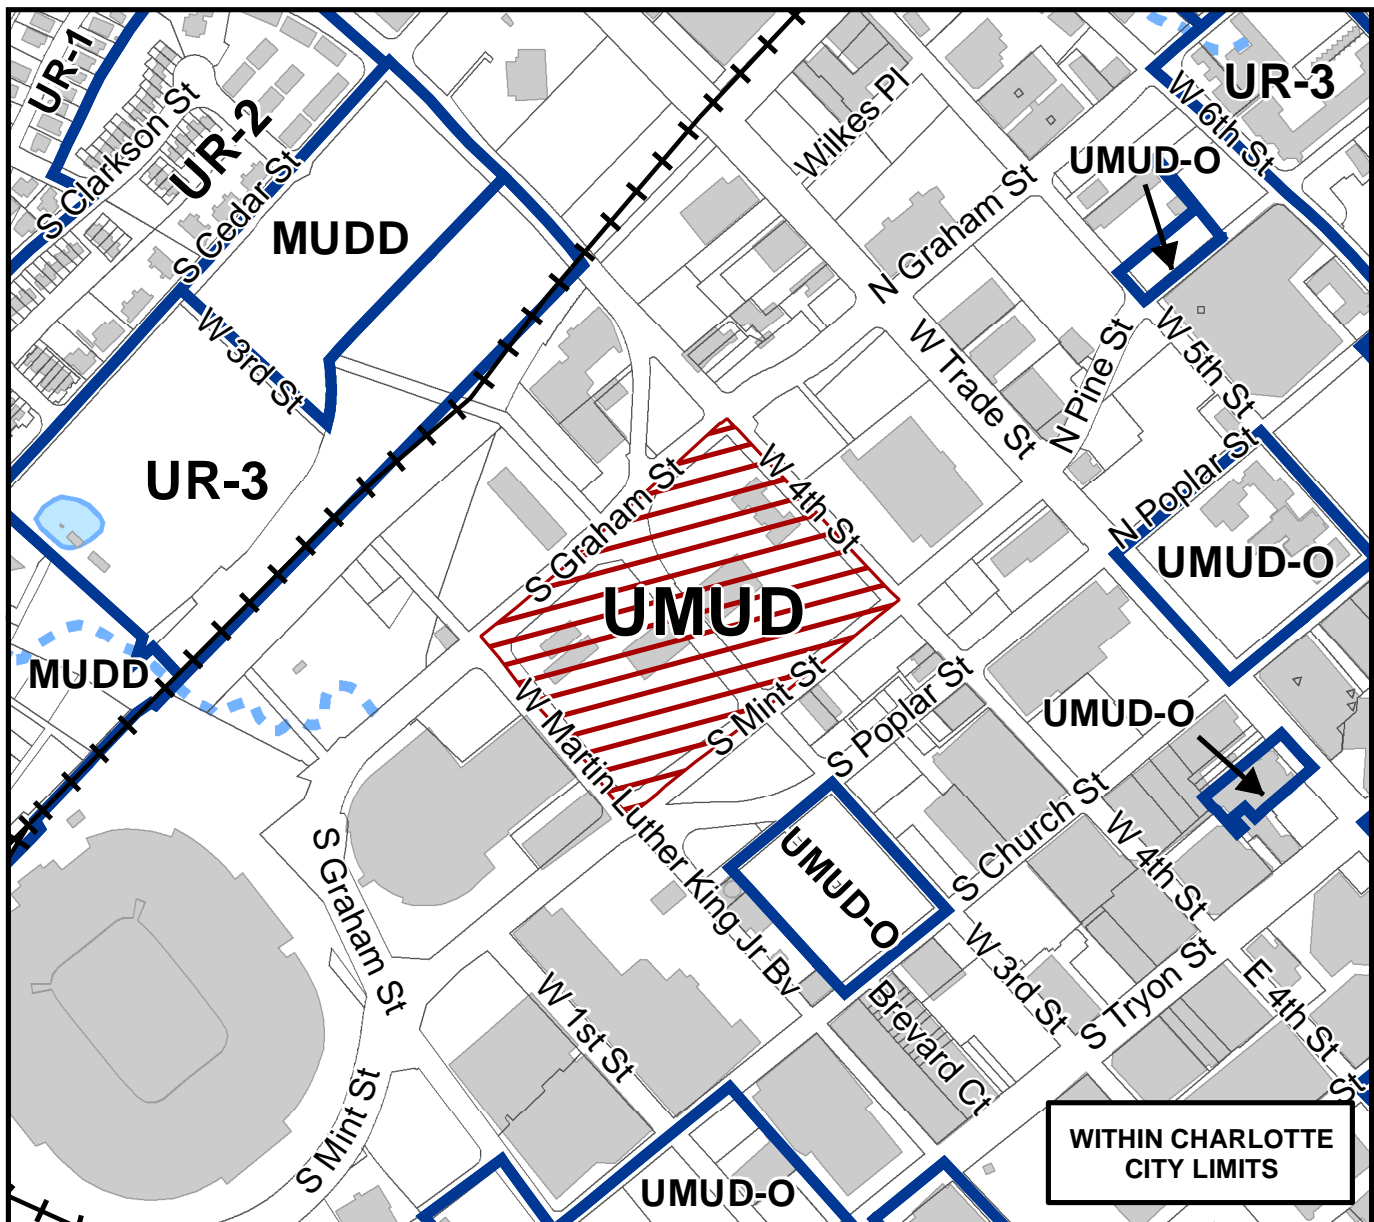 UR-1
S Clarkson St
UR-2
S Cedar St
MUDD
W 3rd St
UR-3
MUDD
Wilkes Pl
N Graham St
UR-3
W 6th St
UMUD-O
W Trade St
N Pine St
W 5th St
N Poplar St
UMUD-O
S Graham St
W 4th St
UMUD
S Mint St
W Martin Luther King Jr Bv
S Poplar St
UMUD-O
UMUD-O
S Church St
W 4th St
S Graham St
W 1st St
Brevard Ct
W 3rd St
S Tryon St
E 4th St
St
S Mint St
UMUD-O
WITHIN CHARLOTTE
CITY LIMITS